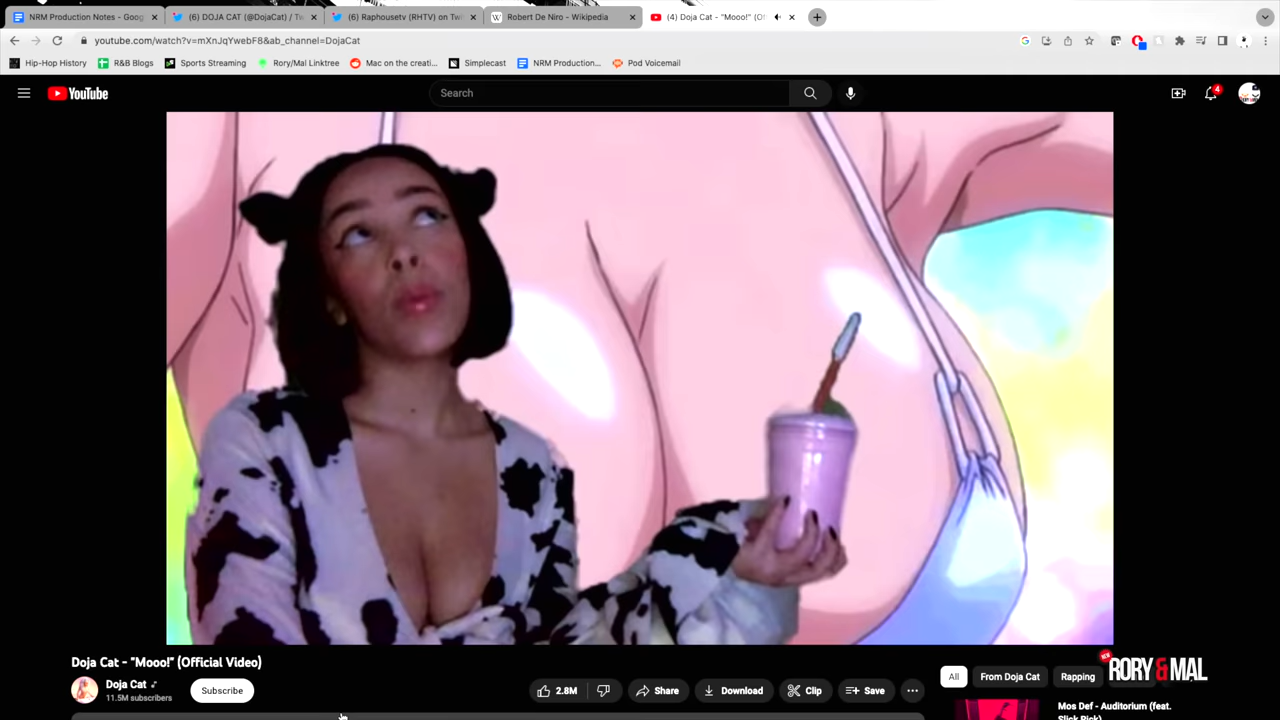 NRM Production Notes - Goog
(6) DOJA CAT (@DojaCat) / Tw
(6) Raphousetv (RHTV) on Tw
W Robert De Niro - Wikipedia
(4) Doja Cat - "Mooo!" (Of
youtube.com/watch?v=mXnJqYwebF8&ab_channel=DojaCat
Hip-Hop History
R&B Blogs
Sports Streaming
Rory/Mal Linktree
Mac on the creati...
Simplecast
NRM Production...
Pod Voicemail
YouTube
Search
4
Doja Cat - "Mooo!" (Official Video)
Doja Cat
11.5M subscribers
Subscribe
2.8M
Share
Download
Clip
Save
All
From Doja Cat
Rapping
NEW
RORY & MAL
Mos Def - Auditorium (feat.
Slick Rick)